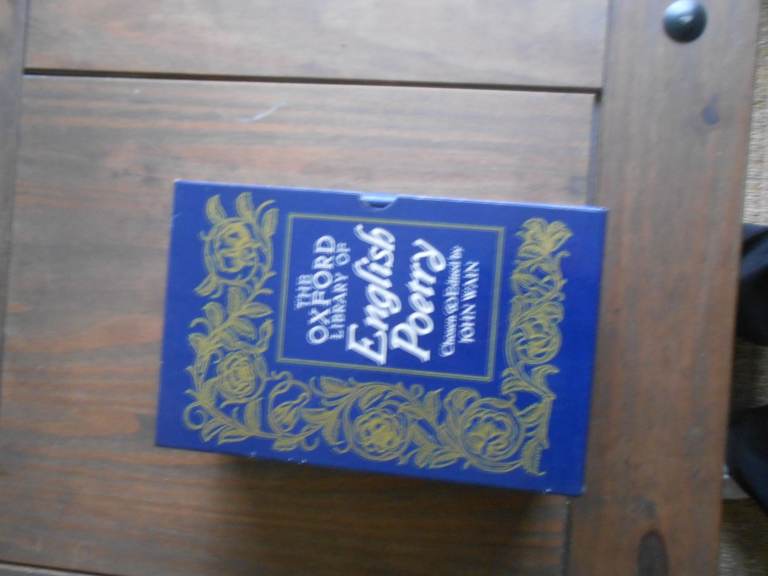 THE
OXFORD
LIBRARY OF
English
Poetry
Chosen & Edited by
JOHN WAIN